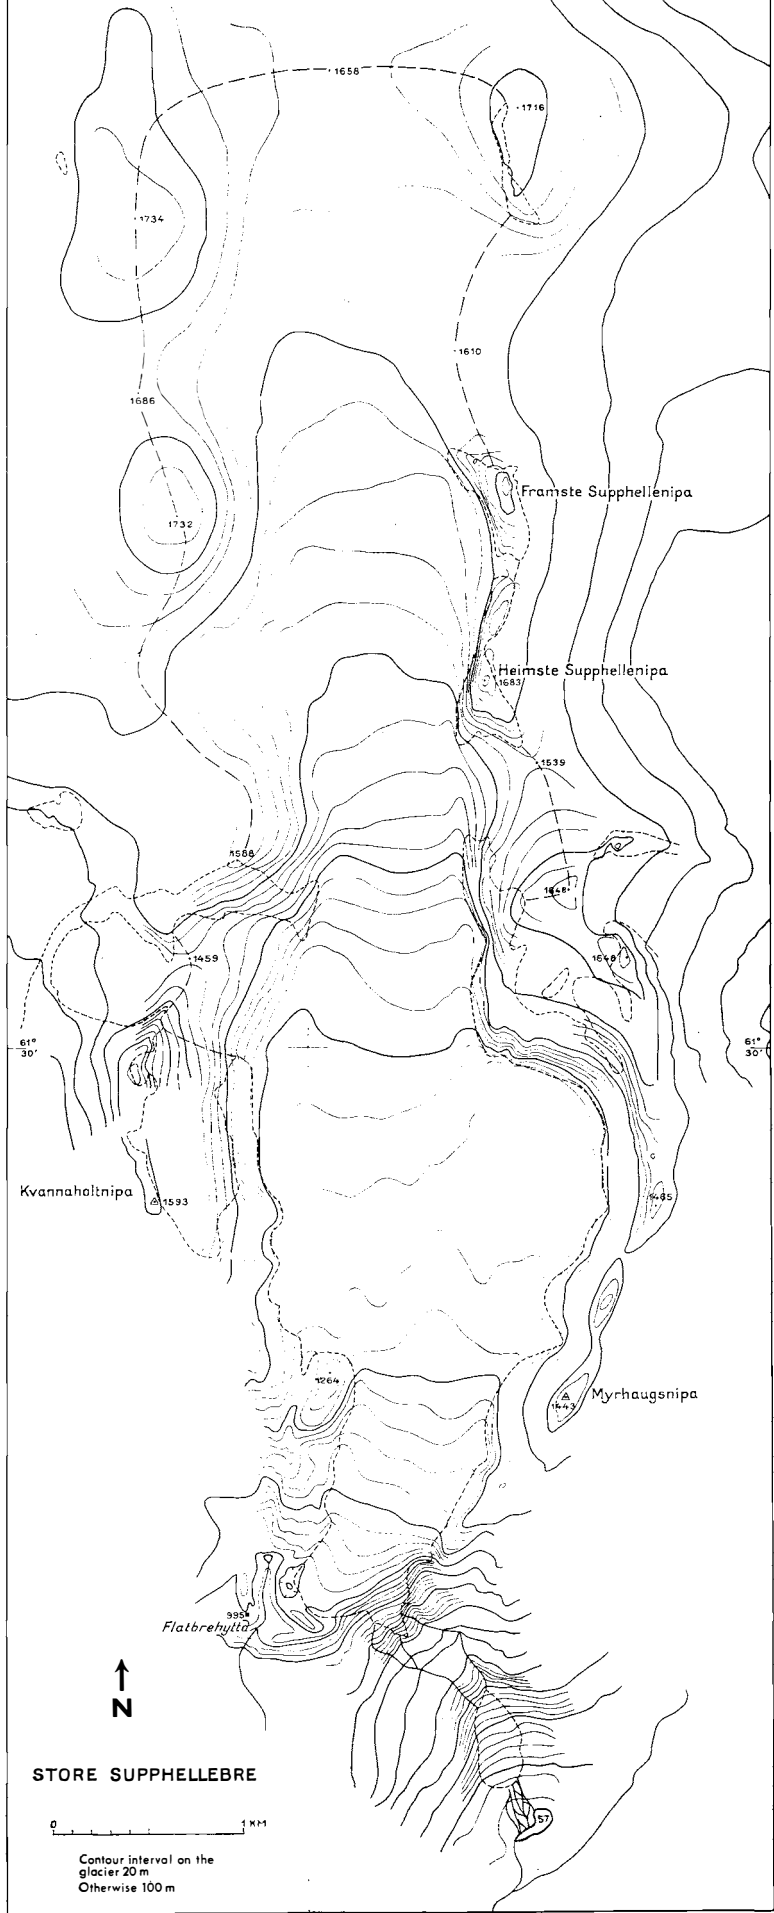 1658
1716
1734
1610
1686
Framste Supphellenipa
1732
Heimste Supphellenipa
1683
1539
1588
1648
1548
1459
61°
30'
61°
30'
Kvannaholtnipa
1593
1465
1264
Myrhaugsnipa
1443
995
Flatbrehytta
N
STORE SUPPHELLEBRE
0 1 KM
57
Contour interval on the
glacier 20 m
Otherwise 100 m